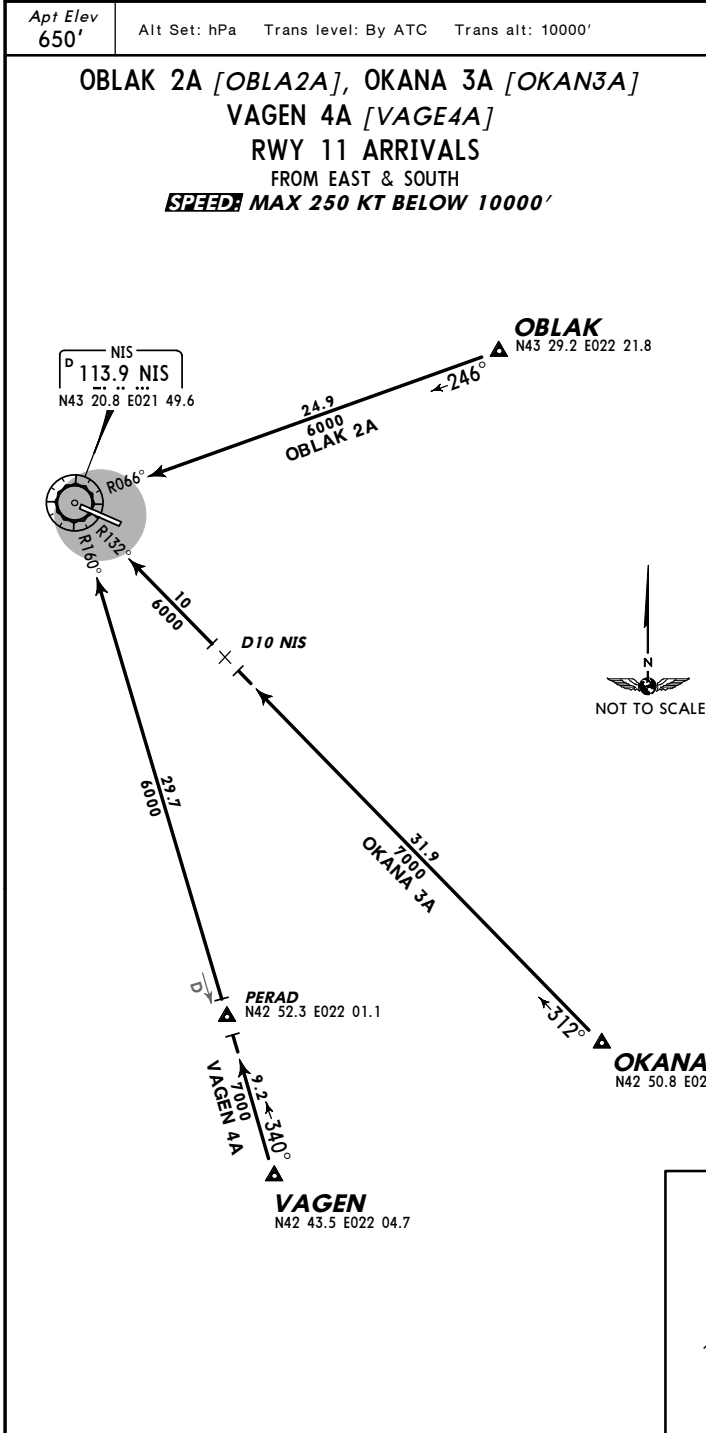 Apt Elev
650'
Alt Set: hPa Trans level: By ATC Trans alt: 10000'
OBLAK 2A [OBLA2A], OKANA 3A [OKAN3A]
VAGEN 4A [VAGE4A]
RWY 11 ARRIVALS
FROM EAST & SOUTH
SPEED: MAX 250 KT BELOW 10000'
OBLAK
N43 29.2 E022 21.8
NIS
D 113.9 NIS
N43 20.8 E021 49.6
246°
24.9
6000
OBLAK 2A
R066°
R132°
R160°
10
6000
D10 NIS
N
NOT TO SCALE
29.7
6000
31.9
7000
OKANA 3A
D
PERAD
N42 52.3 E022 01.1
312°
OKANA
N42 50.8 E02
9.2
340°
7000
VAGEN 4A
VAGEN
N42 43.5 E022 04.7